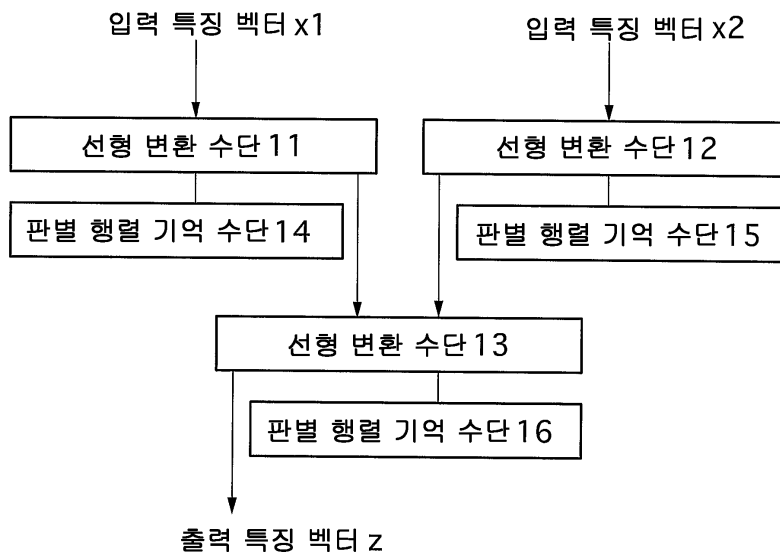 입력 특징 벡터 x1
입력 특징 벡터 x2
선형 변환 수단 11
선형 변환 수단 12
판별 행렬 기억 수단 14
판별 행렬 기억 수단 15
선형 변환 수단 13
판별 행렬 기억 수단 16
출력 특징 벡터 z